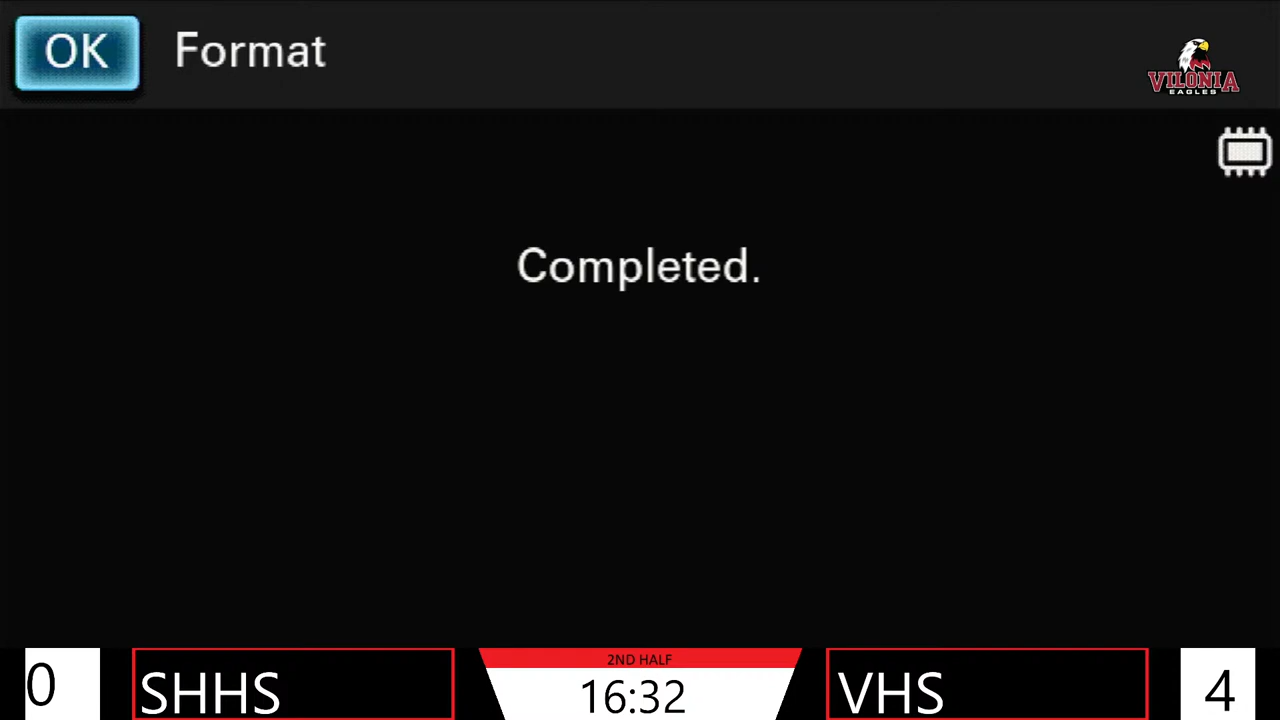 OK Format
VILONIA
EAGLES
Completed.
0 SHHS 2ND HALF 16:32 VHS 4